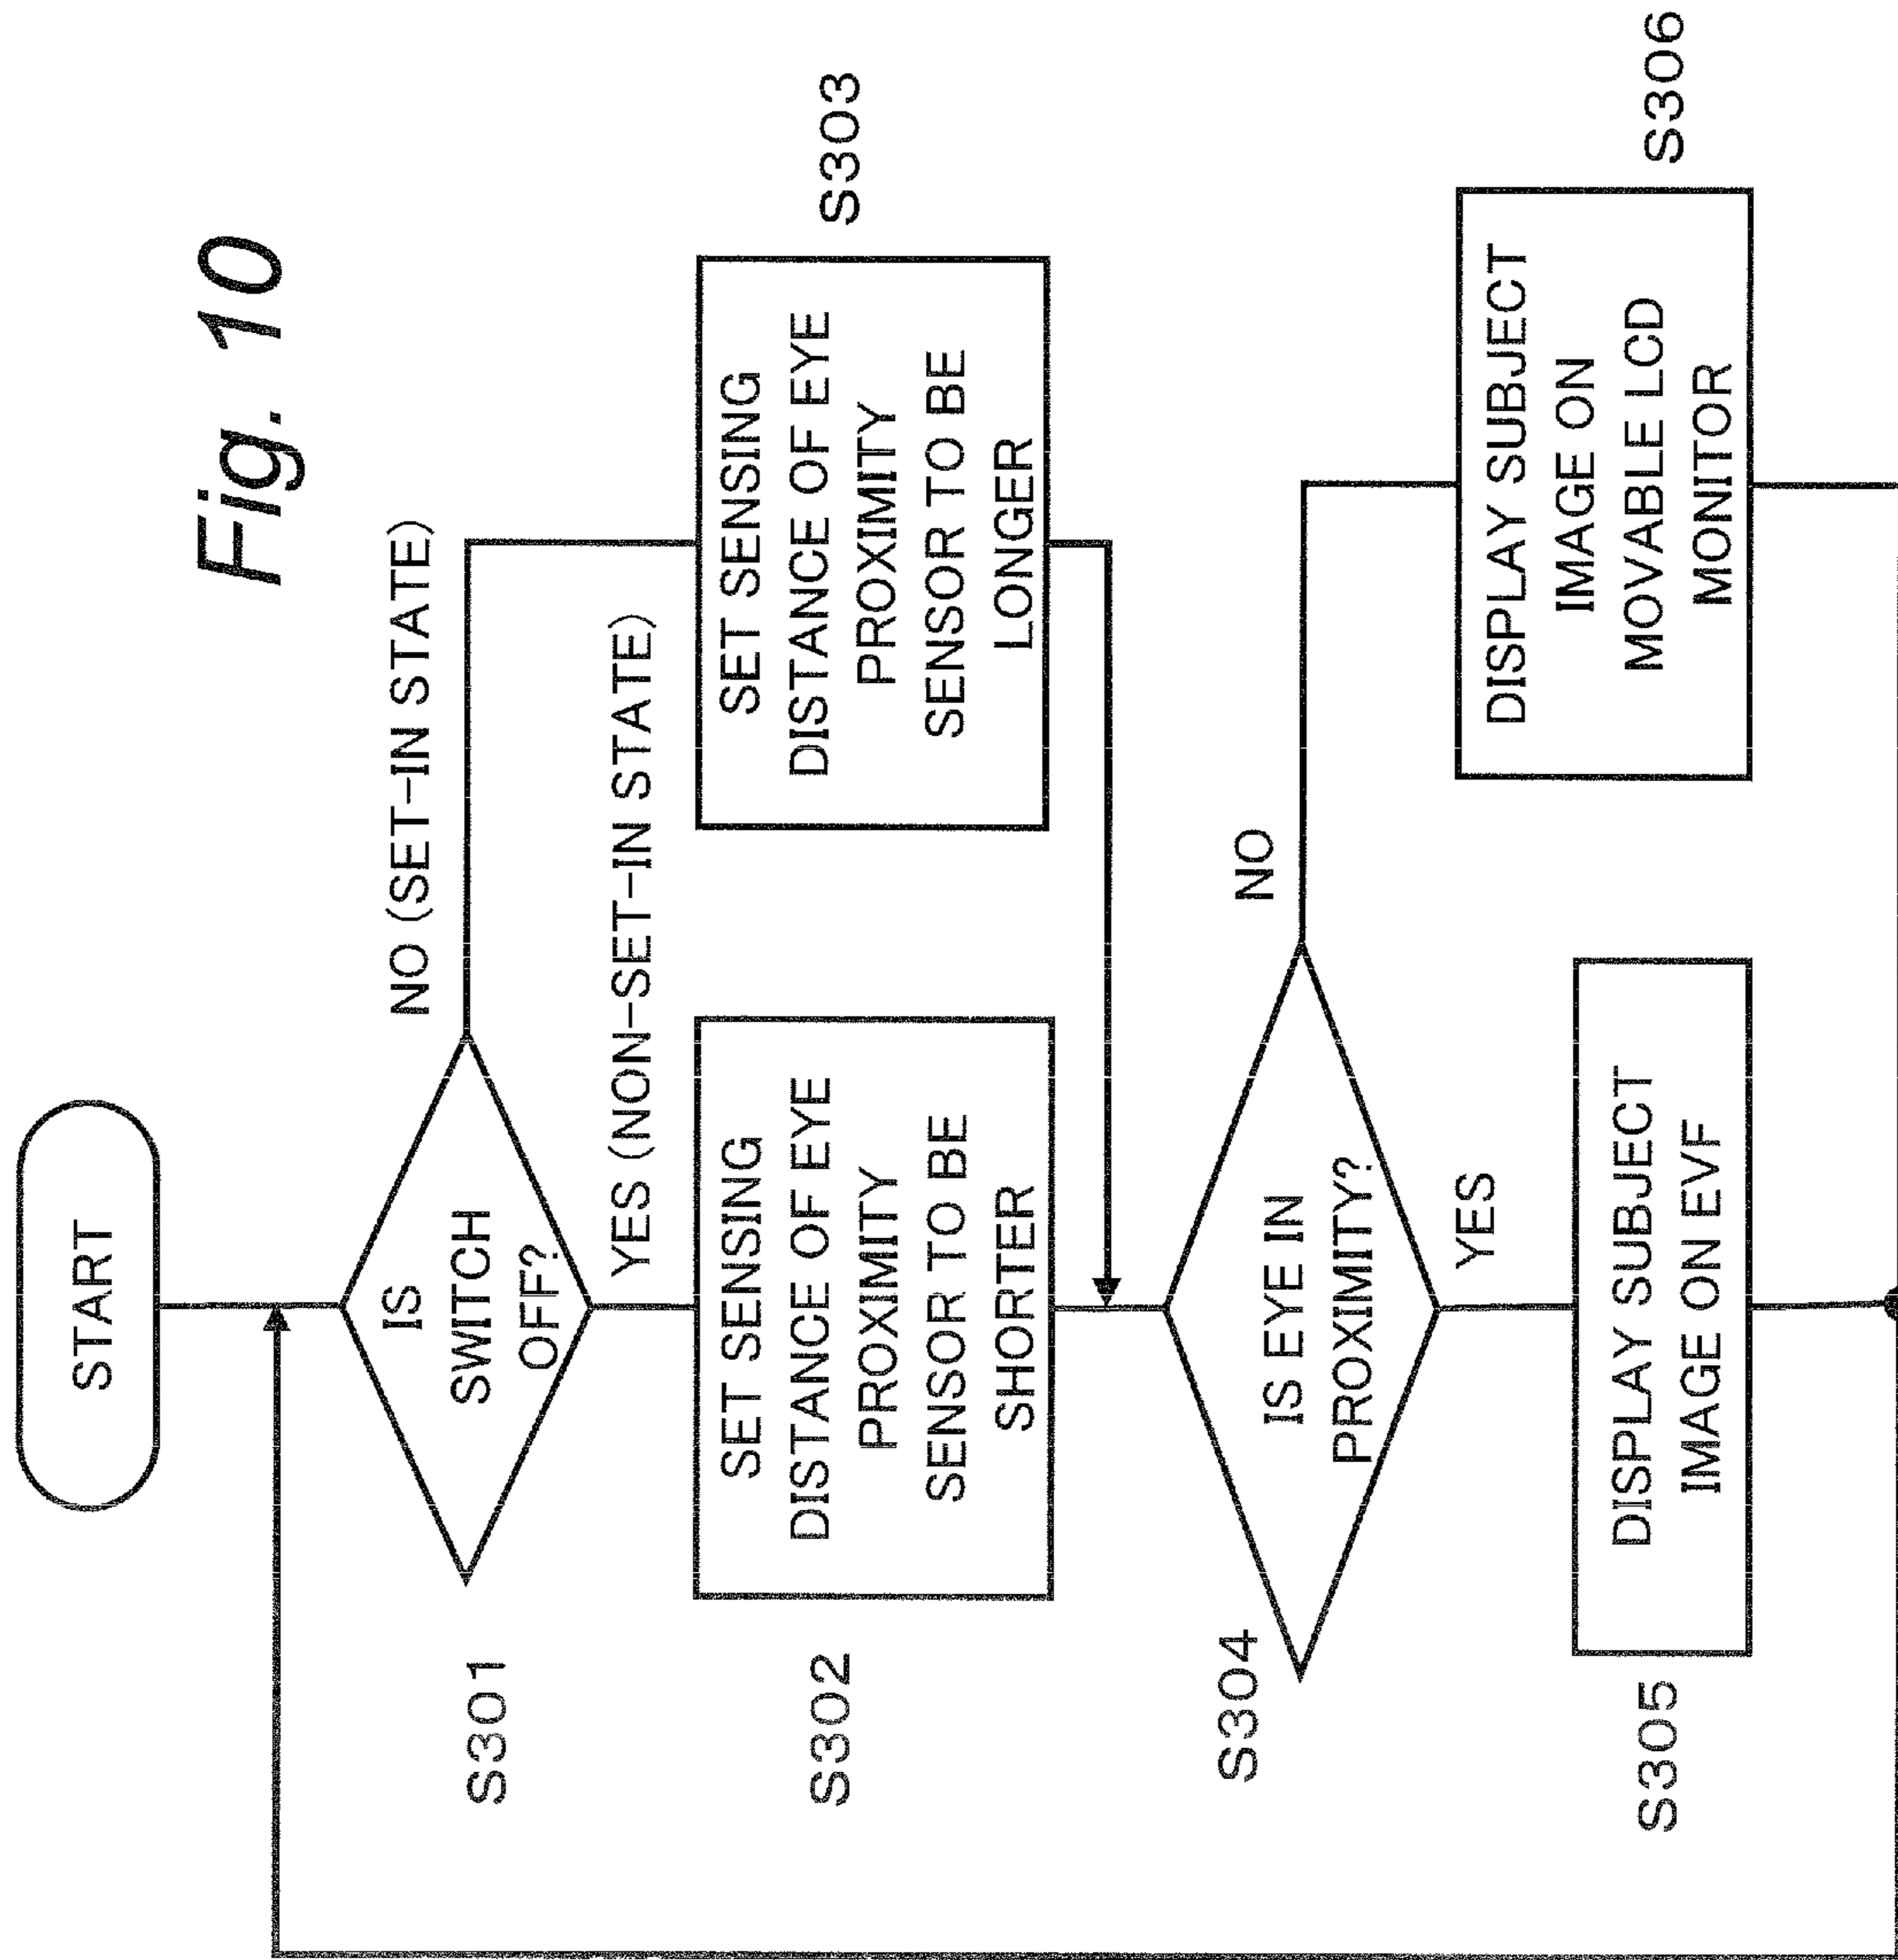 Fig. 10
START
IS
SWITCH
OFF?
S301
NO (SET-IN STATE)
YES (NON-SET-IN STATE)
SET SENSING
DISTANCE OF EYE
PROXIMITY
SENSOR TO BE
SHORTER
S302
SET SENSING
DISTANCE OF EYE
PROXIMITY
SENSOR TO BE
LONGER
S303
IS EYE IN
PROXIMITY?
S304
NO
YES
DISPLAY SUBJECT
IMAGE ON EVF
S305
DISPLAY SUBJECT
IMAGE ON
MOVABLE LCD
MONITOR
S306